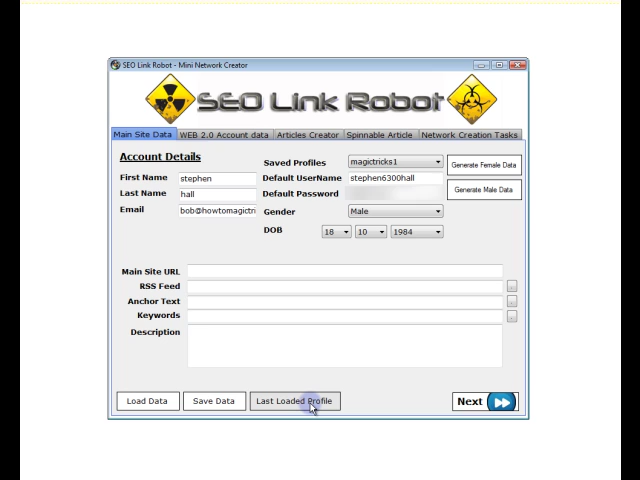 SEO Link Robot - Mini Network Creator
SEO Link Robot
Main Site Data WEB 2.0 Account data Articles Creator Spinnable Article Network Creation Tasks
Account Details
Saved Profiles magictricks1 Generate Female Data
First Name stephen Default UserName stephen6300hall
Last Name hall Default Password Generate Male Data
Email bob@howtomagictri Gender Male
DOB 18 10 1984
Main Site URL
RSS Feed ..
Anchor Text ..
Keywords ..
Description
Load Data Save Data Last Loaded Profile Next